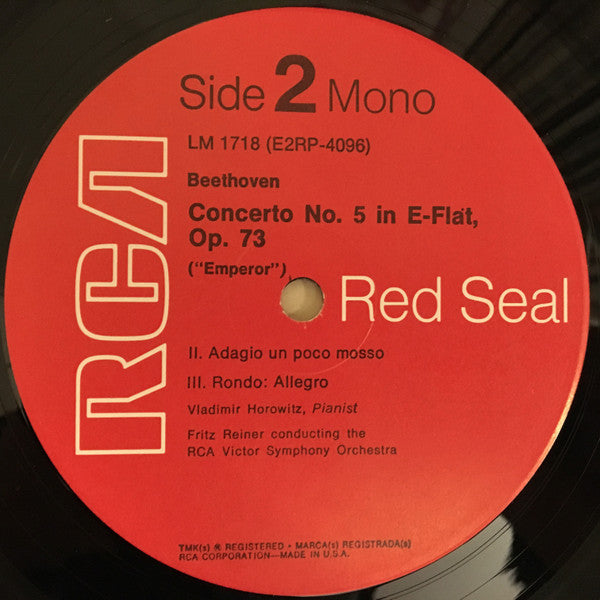 Side 2 Mono
LM 1718 (E2RP-4096)
Beethoven
Concerto No. 5 in E-Flat,
Op. 73
("Emperor")
RCA
Red Seal
II. Adagio un poco mosso
III. Rondo: Allegro
Vladimir Horowitz, Pianist
Fritz Reiner conducting the
RCA Victor Symphony Orchestra
TMK(s) ® REGISTERED • MARCA(s) REGISTRADA(s)
RCA CORPORATION—MADE IN U.S.A.